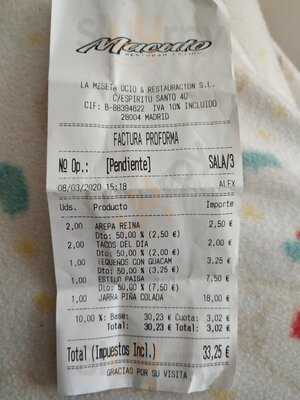 Macondo
LA MISETA OCIO & RESTAURACION S.L.
C/ESPIRITU SANTO 40
CIF: B-88384622 IVA 10% INCLUIDO
28004 MADRID
FACTURA PROFORMA
Nº Op.: [Pendiente] SALA/3
08/03/2020 15:18 ALEX
Uds. Producto Importe
2,00 AREPA REINA 2,50 €
Dto: 50,00 % (2,50 €)
2,00 TACOS DEL DIA 2,00 €
Dto: 50,00 % (2,00 €)
1,00 TEQUEÑOS CON GUACAM 3,25 €
Dto: 50,00 % (3,25 €)
1,00 ESTILO PAISA 7,50 €
Dto: 50,00 % (7,50 €)
1,00 JARRA PIÑA COLADA 18,00 €
10,00 %: Base: 30,23 € Cuota: 3,02 €
Total: 30,23 € Total: 3,02 €
Total (Impuestos Incl.) 33,25 €
GRACIAS POR SU VISITA